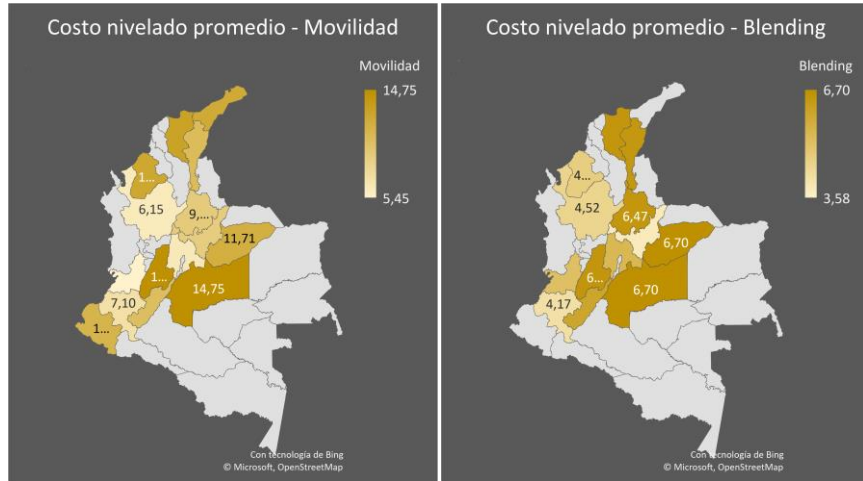 Costo nivelado promedio - Movilidad
Movilidad
14,75
5,45
1...
6,15
9,...
11,71
1...
14,75
7,10
1...
Con tecnología de Bing
© Microsoft, OpenStreetMap
Costo nivelado promedio - Blending
Blending
6,70
3,58
4...
4,52
6,47
6,70
6...
6,70
4,17
Con tecnología de Bing
© Microsoft, OpenStreetMap